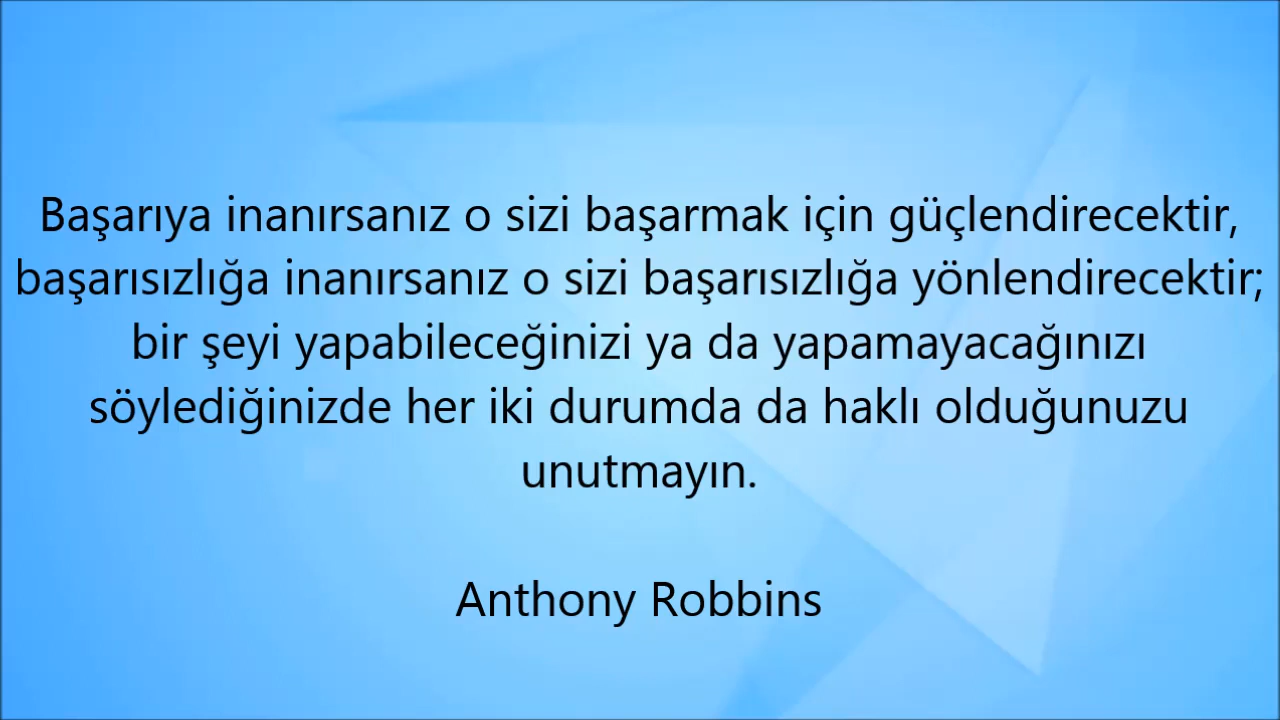 Başarıya inanırsanız o sizi başarmak için güçlendirecektir,
başarısızlığa inanırsanız o sizi başarısızlığa yönlendirecektir;
bir şeyi yapabileceğinizi ya da yapamayacağınızı
söylediğinizde her iki durumda da haklı olduğunuzu
unutmayın.
Anthony Robbins